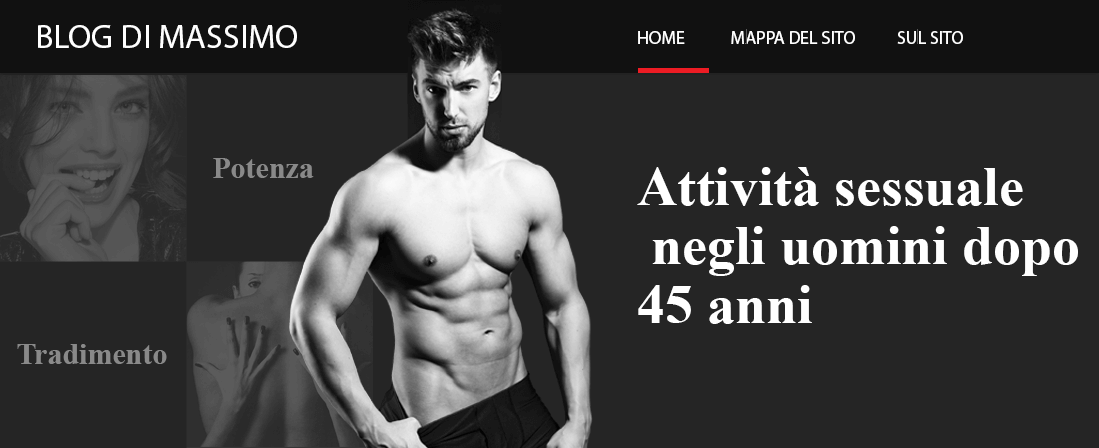 BLOG DI MASSIMO
HOME
MAPPA DEL SITO
SUL SITO
Potenza
Tradimento
Attività sessuale
negli uomini dopo
45 anni